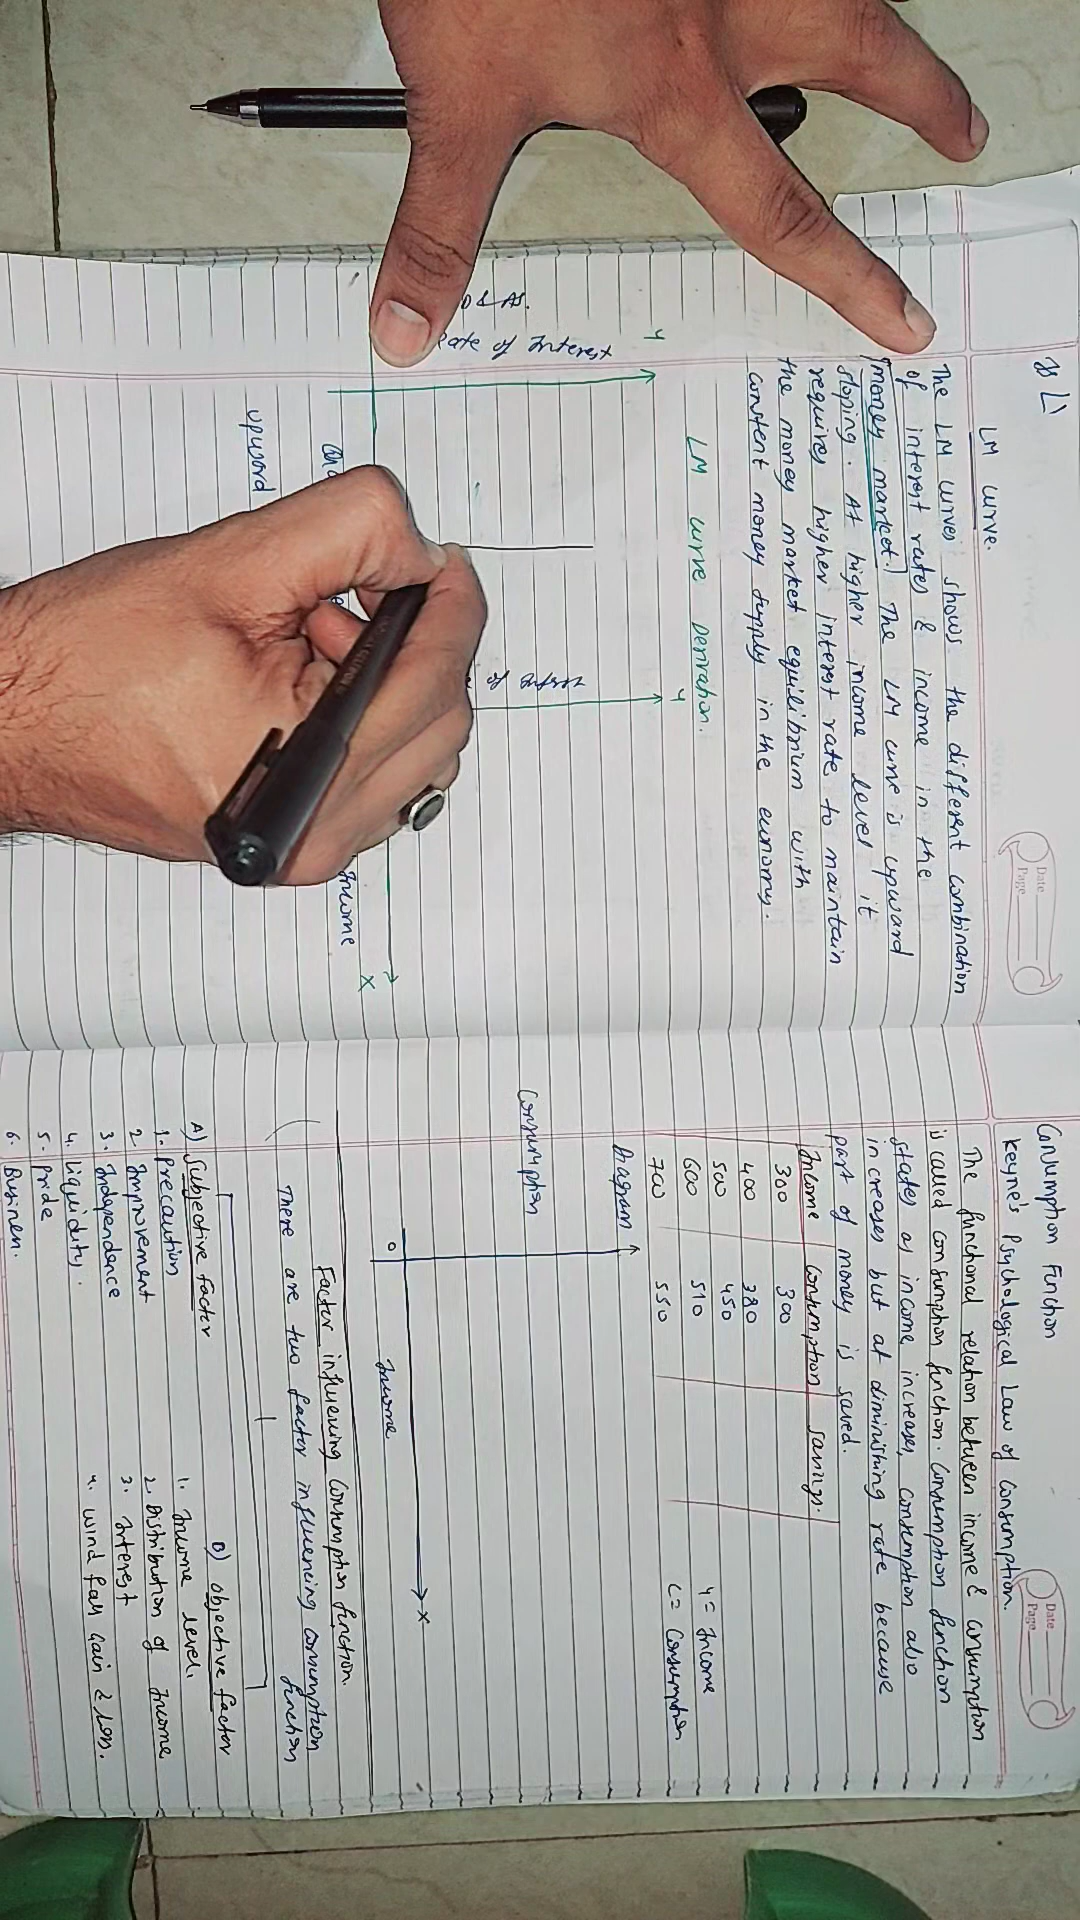 LM curve.
The LM curves shows the different combination
of interest rates & income in the
money market.) The LM curve is upward
sloping. At higher income level it
requires higher interest rate to maintain
the money market equilibrium with
constent money supply in the economy.
LM curve Derivation.
Y
Y
Rate of Interest
Income
X
upward
Date
Page
Consumption Function
Keyne's Psychological Law of Consumption.
The functional relation between income & consumption
is called consumption function. Consumption function
states as income increases, consumption also
increases but at diminishing rate because
part of money is saved.
Income Consumption Savings.
300 300
400 380
500 450
600 510
700 550
Y = Income
C = Consumption
Diagram
Consumption
O
Income
X
Factor influencing Consumption function.
There are two factor influencing consumption
function
A) Subjective factor
1. Precaution
2 Improvement
3. Independence
4. Liquidity.
5. Pride
6. Business.
B) objective factor
1. Income level.
2. Distribution of Income
3. Interest
4. Wind fall Gain & loss.
Date
Page